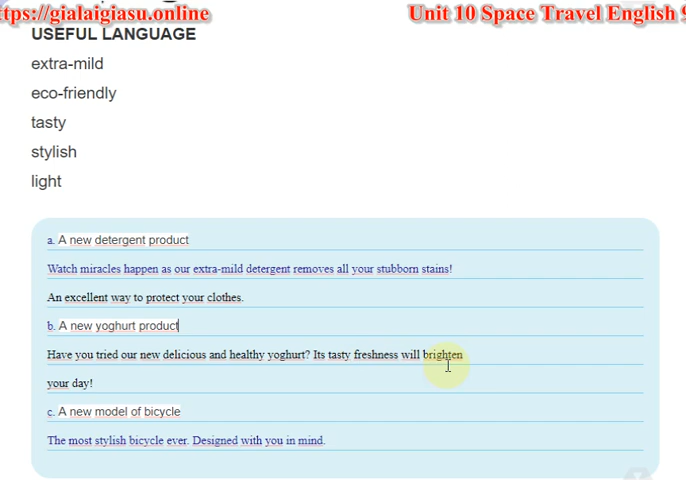 ttps://gialaigiasu.online
Unit 10 Space Travel English 9
USEFUL LANGUAGE
extra-mild
eco-friendly
tasty
stylish
light
a. A new detergent product
Watch miracles happen as our extra-mild detergent removes all your stubborn stains!
An excellent way to protect your clothes.
b. A new yoghurt product
Have you tried our new delicious and healthy yoghurt? Its tasty freshness will brighten
your day!
c. A new model of bicycle
The most stylish bicycle ever. Designed with you in mind.